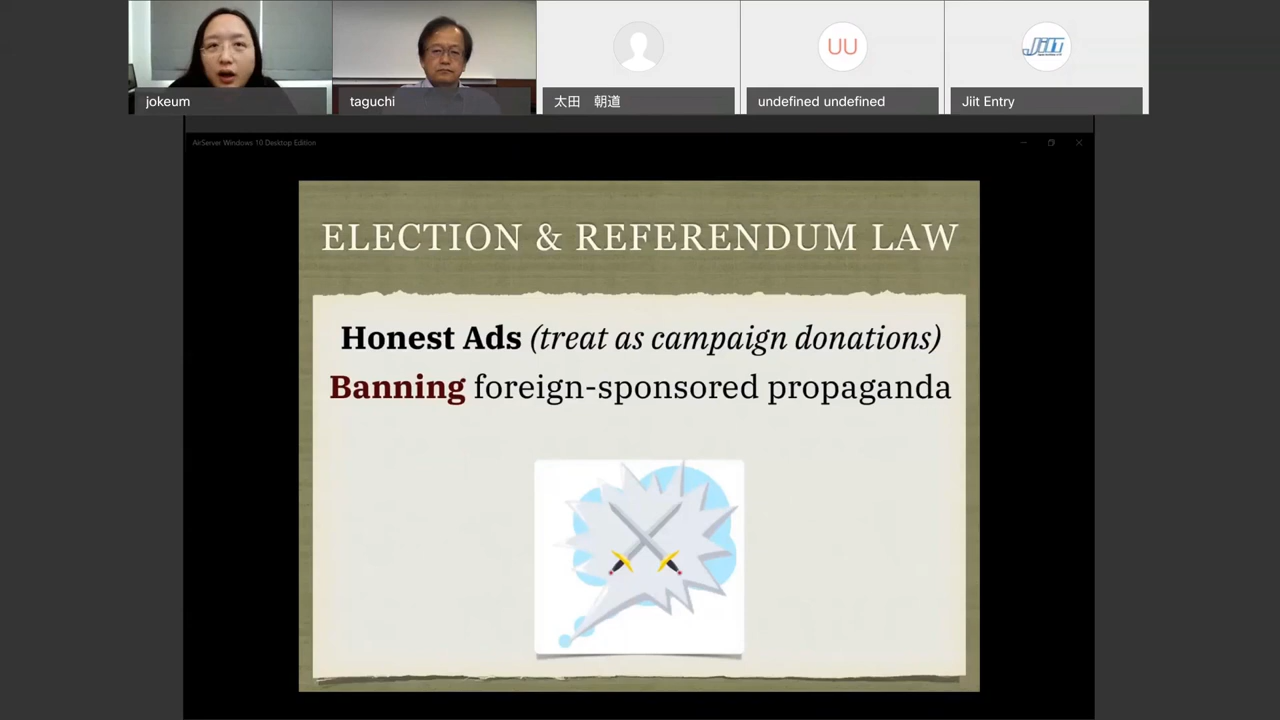 jokeum
taguchi
太田　朝道
UU
undefined undefined
JiIT
Jiit Entry
AirServer Windows 10 Desktop Edition
ELECTION & REFERENDUM LAW
Honest Ads (treat as campaign donations)
Banning foreign-sponsored propaganda